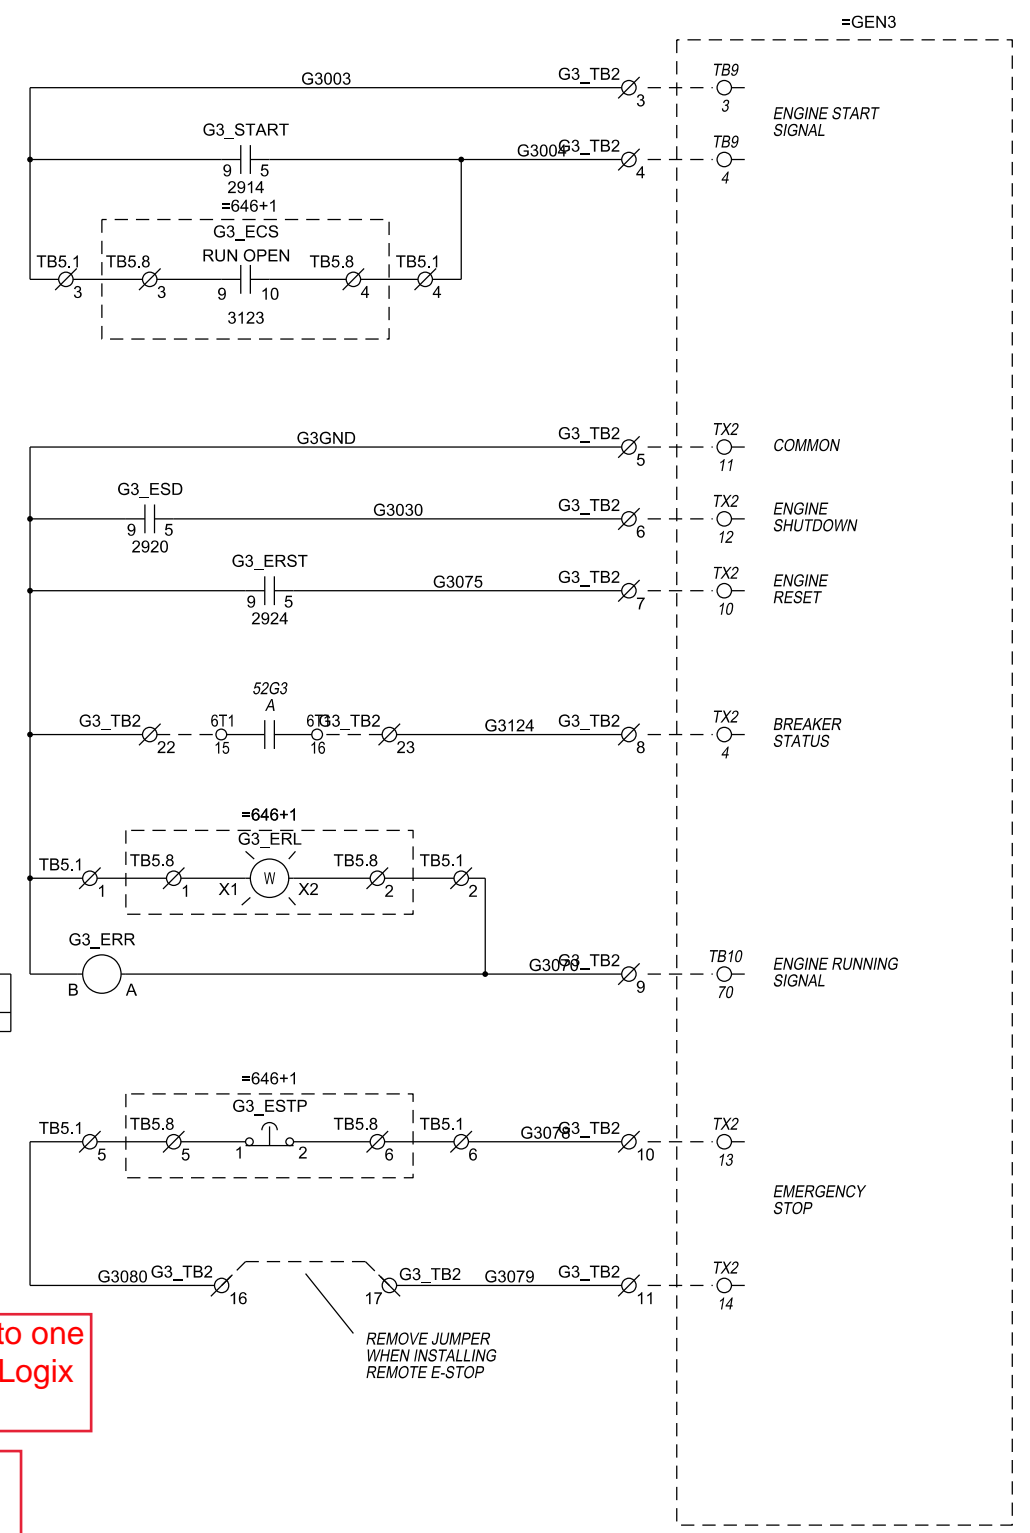 =GEN3
G3003
G3_TB2
3
TB9
3
ENGINE START
SIGNAL
G3_START
9 5
2914
G3004
G3_TB2
4
TB9
4
=646+1
G3_ECS
RUN OPEN
TB5.1
3
TB5.8
3
9 10
TB5.8
4
TB5.1
4
3123
G3GND
G3_TB2
5
TX2
11
COMMON
G3_ESD
9 5
2920
G3030
G3_TB2
6
TX2
12
ENGINE
SHUTDOWN
G3_ERST
9 5
2924
G3075
G3_TB2
7
TX2
10
ENGINE
RESET
52G3
A
G3_TB2
22
6T1
15
6T1
16
G3_TB2
23
G3124
G3_TB2
8
TX2
4
BREAKER
STATUS
=646+1
G3_ERL
TB5.1
1
TB5.8
1
X1
W
X2
TB5.8
2
TB5.1
2
G3_ERR
B A
G3070
G3_TB2
9
TB10
70
ENGINE RUNNING
SIGNAL
=646+1
G3_ESTP
TB5.1
5
TB5.8
5
1 2
TB5.8
6
TB5.1
6
G3078
G3_TB2
10
TX2
13
EMERGENCY
STOP
G3080
G3_TB2
16
G3_TB2
17
G3079
G3_TB2
11
TX2
14
REMOVE JUMPER
WHEN INSTALLING
REMOTE E-STOP
to one
Logix